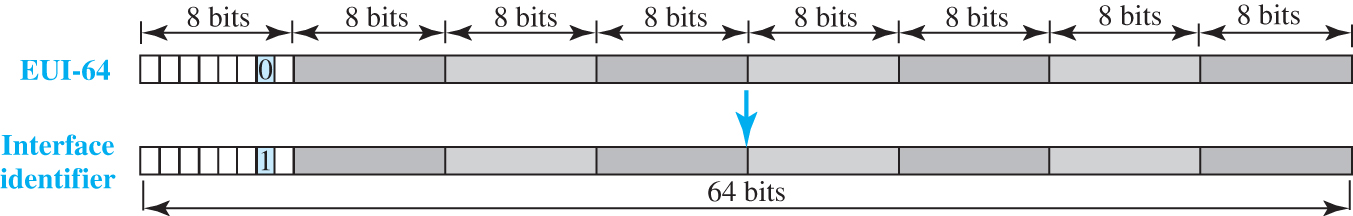 8 bits 8 bits 8 bits 8 bits 8 bits 8 bits 8 bits 8 bits
EUI-64 0
Interface
identifier 1
64 bits